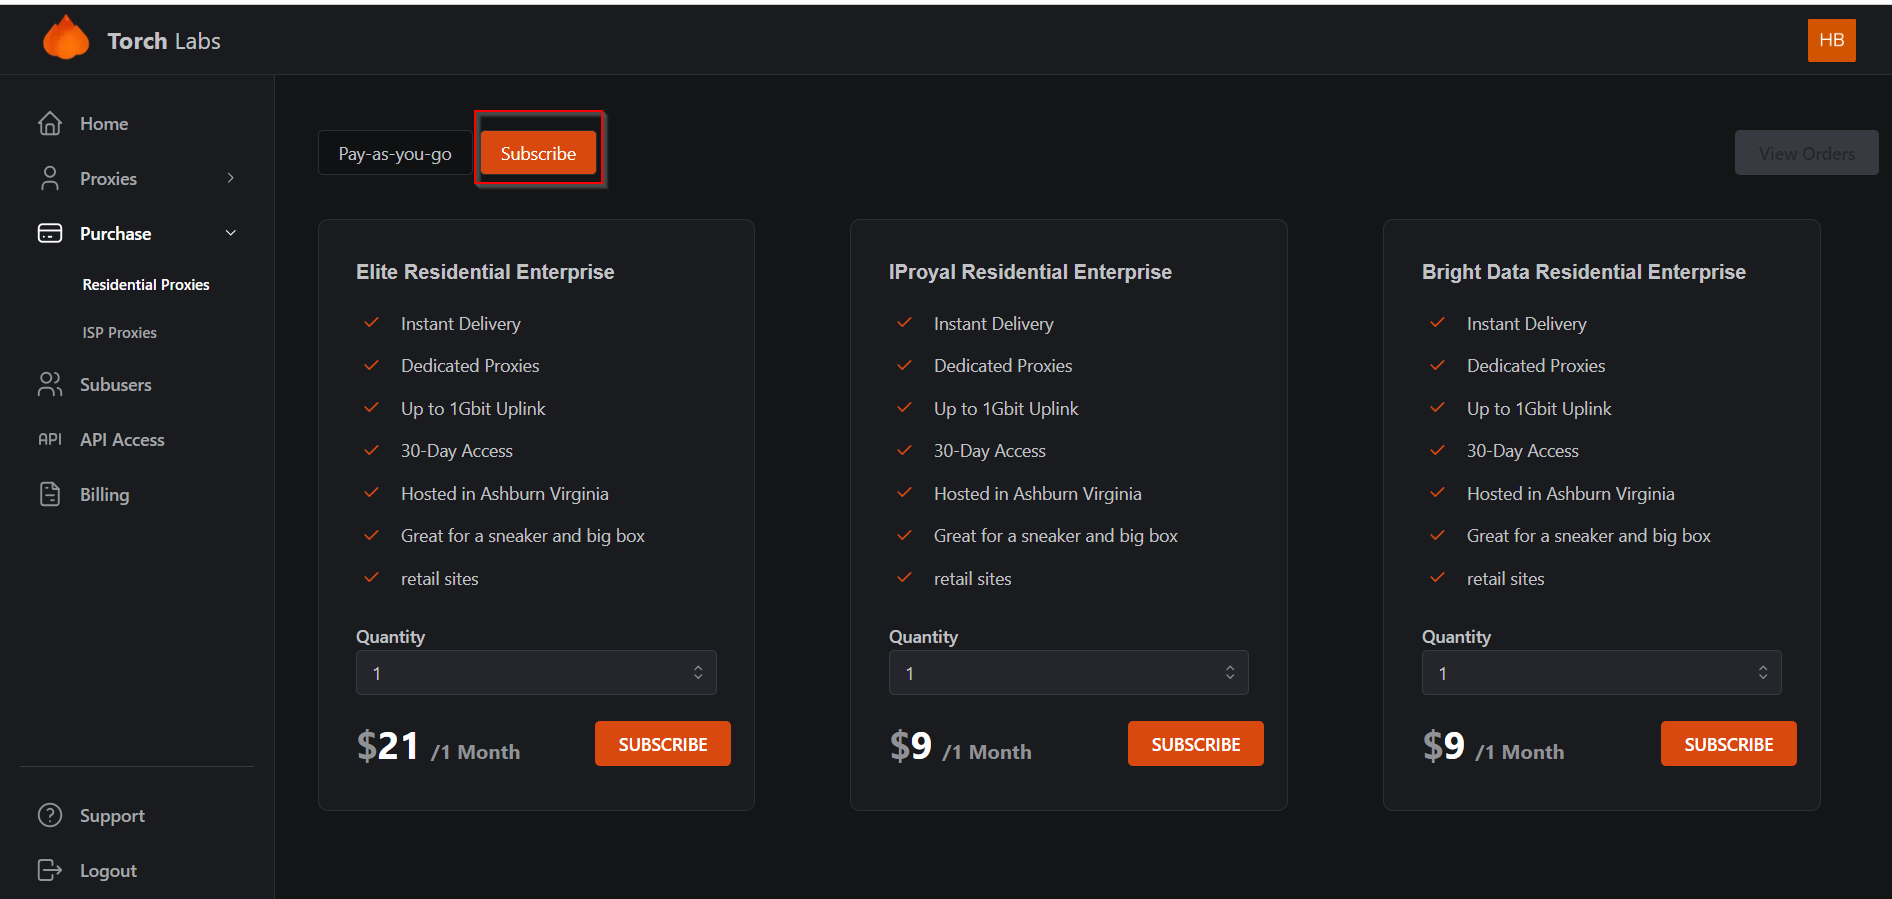 Torch Labs
HB
Home
Proxies
Purchase
Residential Proxies
ISP Proxies
Subusers
API API Access
Billing
Support
Logout
Pay-as-you-go
Subscribe
View Orders
Elite Residential Enterprise
Instant Delivery
Dedicated Proxies
Up to 1Gbit Uplink
30-Day Access
Hosted in Ashburn Virginia
Great for a sneaker and big box
retail sites
Quantity
1
$21 /1 Month
SUBSCRIBE
IProyal Residential Enterprise
Instant Delivery
Dedicated Proxies
Up to 1Gbit Uplink
30-Day Access
Hosted in Ashburn Virginia
Great for a sneaker and big box
retail sites
Quantity
1
$9 /1 Month
SUBSCRIBE
Bright Data Residential Enterprise
Instant Delivery
Dedicated Proxies
Up to 1Gbit Uplink
30-Day Access
Hosted in Ashburn Virginia
Great for a sneaker and big box
retail sites
Quantity
1
$9 /1 Month
SUBSCRIBE